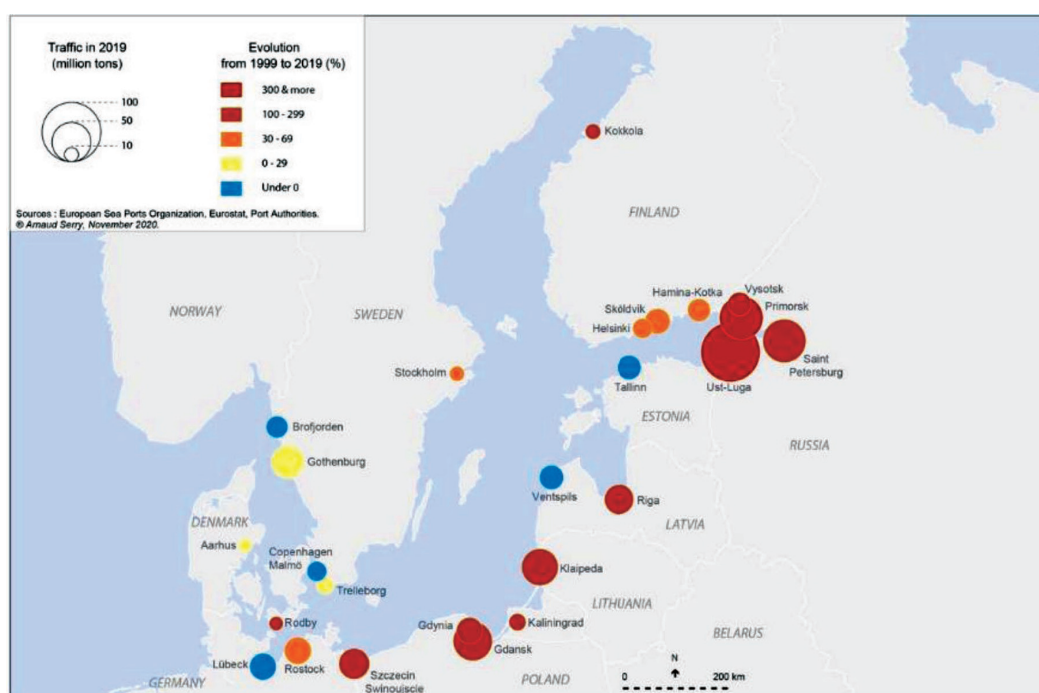 Traffic in 2019
(million tons)
100
50
10
Evolution
from 1999 to 2019 (%)
300 & more
100 - 299
30 - 69
0 - 29
Under 0
Sources : European Sea Ports Organization, Eurostat, Port Authorities.
® Arnaud Serry, November 2020.
Kokkola
FINLAND
NORWAY
SWEDEN
Hamina-Kotka
Vysotsk
Sköldvik
Primorsk
Helsinki
Saint
Petersburg
Stockholm
Tallinn
Ust-Luga
ESTONIA
RUSSIA
Brofjorden
Gothenburg
Ventspils
Riga
LATVIA
DENMARK
Aarhus
Copenhagen
Malmö
Trelleborg
Klaipeda
LITHUANIA
Rodby
Gdynia
Kaliningrad
BELARUS
Gdansk
Lübeck
Rostock
Szczecin
Swinouiscie
GERMANY
POLAND
N
0
200 km